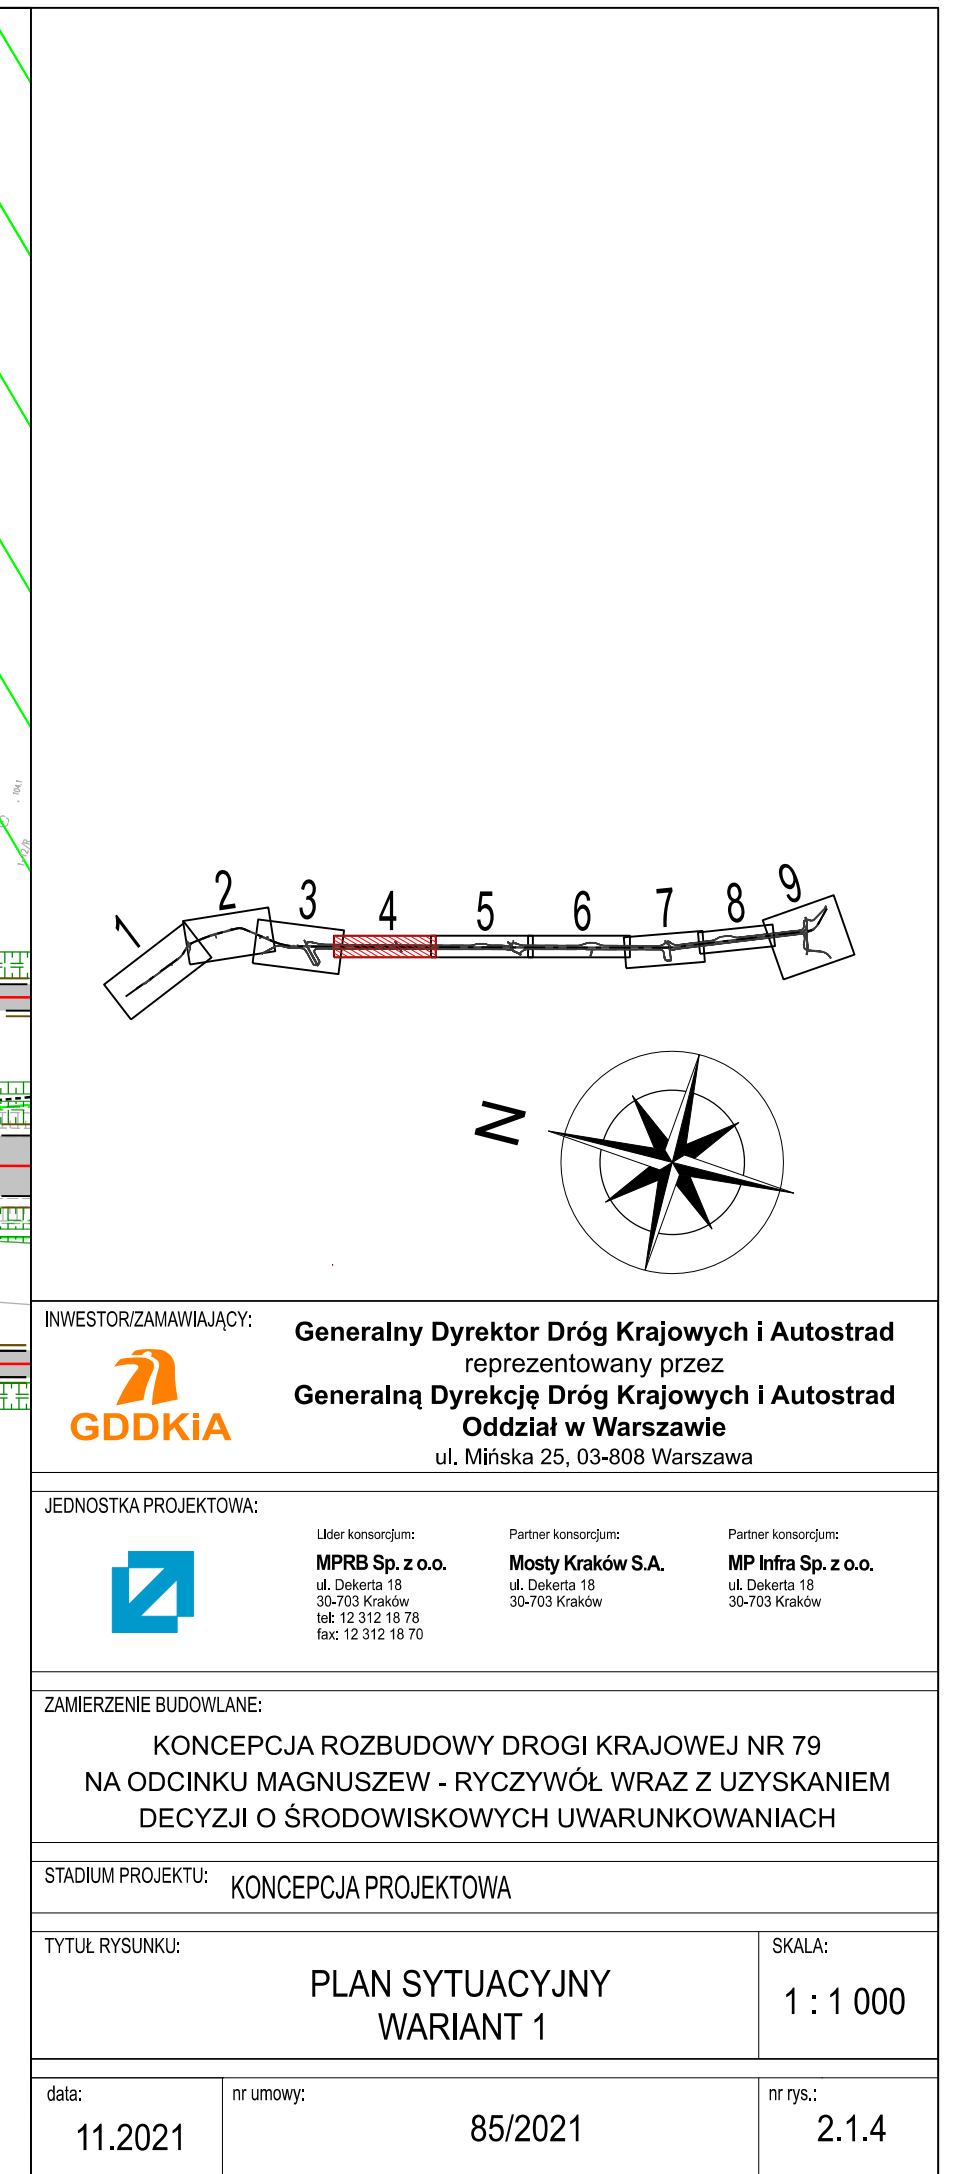 104.1
1 2 3 4 5 6 7 8 9
N
INWESTOR/ZAMAWIAJĄCY:
GDDKiA
Generalny Dyrektor Dróg Krajowych i Autostrad
reprezentowany przez
Generalną Dyrekcję Dróg Krajowych i Autostrad
Oddział w Warszawie
ul. Mińska 25, 03-808 Warszawa
JEDNOSTKA PROJEKTOWA:
Lider konsorcjum:
MPRB Sp. z o.o.
ul. Dekerta 18
30-703 Kraków
tel: 12 312 18 78
fax: 12 312 18 70
Partner konsorcjum:
Mosty Kraków S.A.
ul. Dekerta 18
30-703 Kraków
Partner konsorcjum:
MP Infra Sp. z o.o.
ul. Dekerta 18
30-703 Kraków
ZAMIERZENIE BUDOWLANE:
KONCEPCJA ROZBUDOWY DROGI KRAJOWEJ NR 79
NA ODCINKU MAGNUSZEW - RYCZYWÓŁ WRAZ Z UZYSKANIEM
DECYZJI O ŚRODOWISKOWYCH UWARUNKOWANIACH
STADIUM PROJEKTU:
KONCEPCJA PROJEKTOWA
TYTUŁ RYSUNKU:
PLAN SYTUACYJNY
WARIANT 1
SKALA:
1 : 1 000
data:
11.2021
nr umowy:
85/2021
nr rys.:
2.1.4